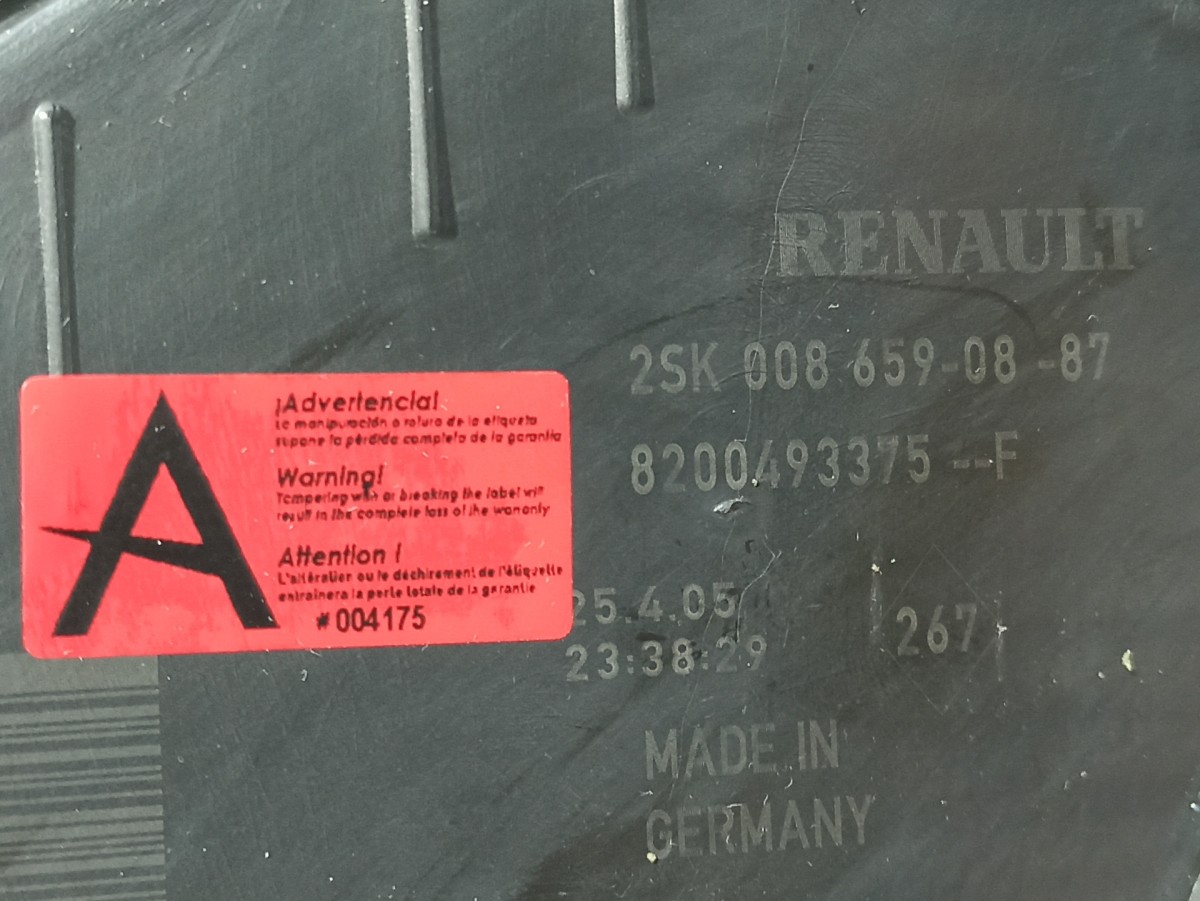 RENAULT
2SK 008 659-08 -87
8200493375 --F
¡Advertencia!
La manipulación o rotura de la etiqueta
supone la pérdida completa de la garantía
Warning!
Tampering with or breaking the label will
result in the complete loss of the warranty
Attention !
L'altération ou le déchirement de l'étiquette
entraînera la perte totale de la garantie
#004175
25.4.05
23:38:29
267
MADE IN
GERMANY